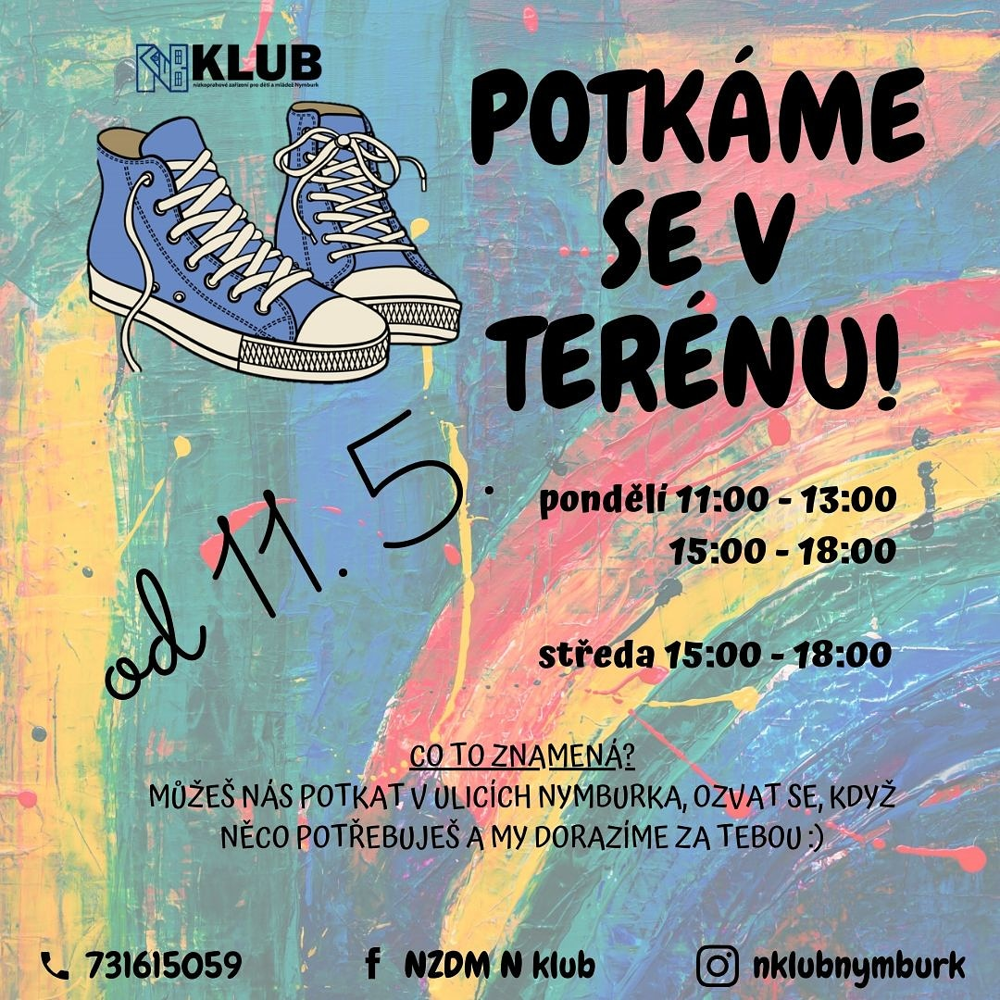 NKLUB
nízkoprahové zařízení pro děti a mládež Nymburk
POTKÁME
SE V
TERÉNU!
od 11. 5.
pondělí 11:00 - 13:00
15:00 - 18:00
středa 15:00 - 18:00
CO TO ZNAMENÁ?
MŮŽEŠ NÁS POTKAT V ULICÍCH NYMBURKA, OZVAT SE, KDYŽ
NĚCO POTŘEBUJEŠ A MY DORAZÍME ZA TEBOU :)
731615059
NZDM N klub
nklubnymburk